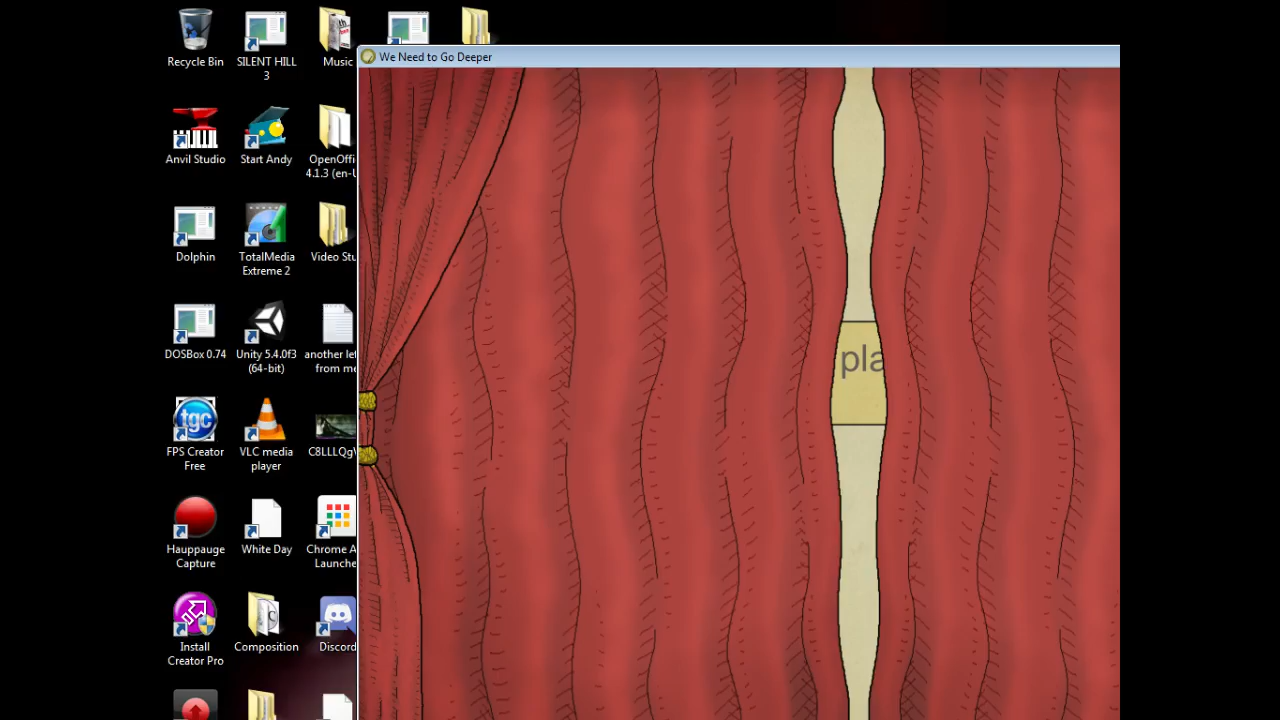 We Need to Go Deeper
Recycle Bin
SILENT HILL
3
Music
Anvil Studio
Start Andy
OpenOffi
4.1.3 (en-U
Dolphin
TotalMedia
Extreme 2
Video Stu
DOSBox 0.74
Unity 5.4.0f3
(64-bit)
another let
from me
pla
tgc
FPS Creator
Free
VLC media
player
C8LLLQgV
Hauppauge
Capture
White Day
Chrome A
Launche
Install
Creator Pro
Composition
Discord